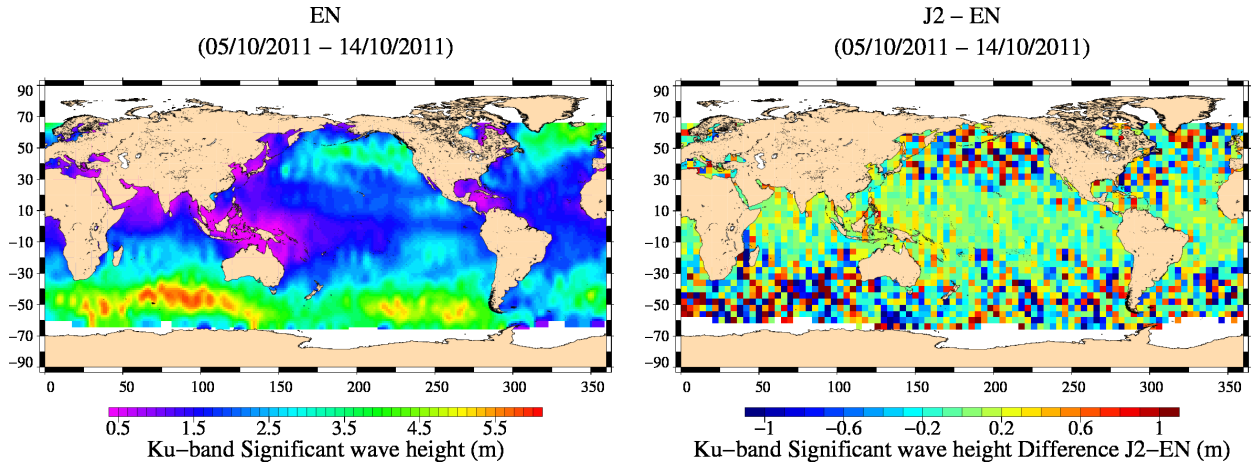 EN
(05/10/2011 − 14/10/2011)
90
70
50
30
10
−10
−30
−50
−70
−90
0 50 100 150 200 250 300 350
0.5 1.5 2.5 3.5 4.5 5.5
Ku−band Significant wave height (m)
J2 − EN
(05/10/2011 − 14/10/2011)
90
70
50
30
10
−10
−30
−50
−70
−90
0 50 100 150 200 250 300 350
−1 −0.6 −0.2 0.2 0.6 1
Ku−band Significant wave height Difference J2−EN (m)